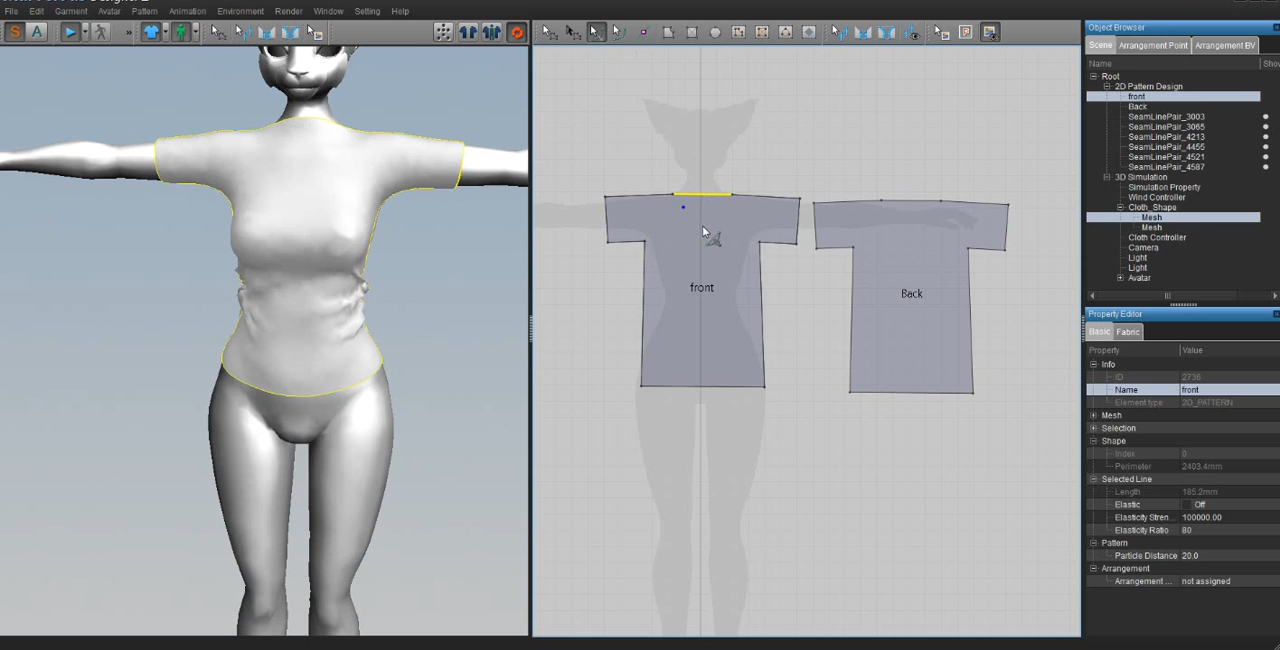 File Edit Garment Avatar Pattern Animation Environment Render Window Setting Help
S A
»
Object Browser
Scene Arrangement Point Arrangement BV
Name Show
Root
2D Pattern Design
front
Back
SeamLinePair_3003
SeamLinePair_3065
SeamLinePair_4213
SeamLinePair_4455
SeamLinePair_4521
SeamLinePair_4587
3D Simulation
Simulation Property
Wind Controller
Cloth_Shape
Mesh
Mesh
Cloth Controller
Camera
Light
Light
Avatar
front
Back
Property Editor
Basic Fabric
Property Value
Info
ID 2736
Name front
Element type 2D_PATTERN
Mesh
Selection
Shape
Index 0
Perimeter 2403.4mm
Selected Line
Length 185.2mm
Elastic Off
Elasticity Stren... 100000.00
Elasticity Ratio 80
Pattern
Particle Distance 20.0
Arrangement
Arrangement ... not assigned